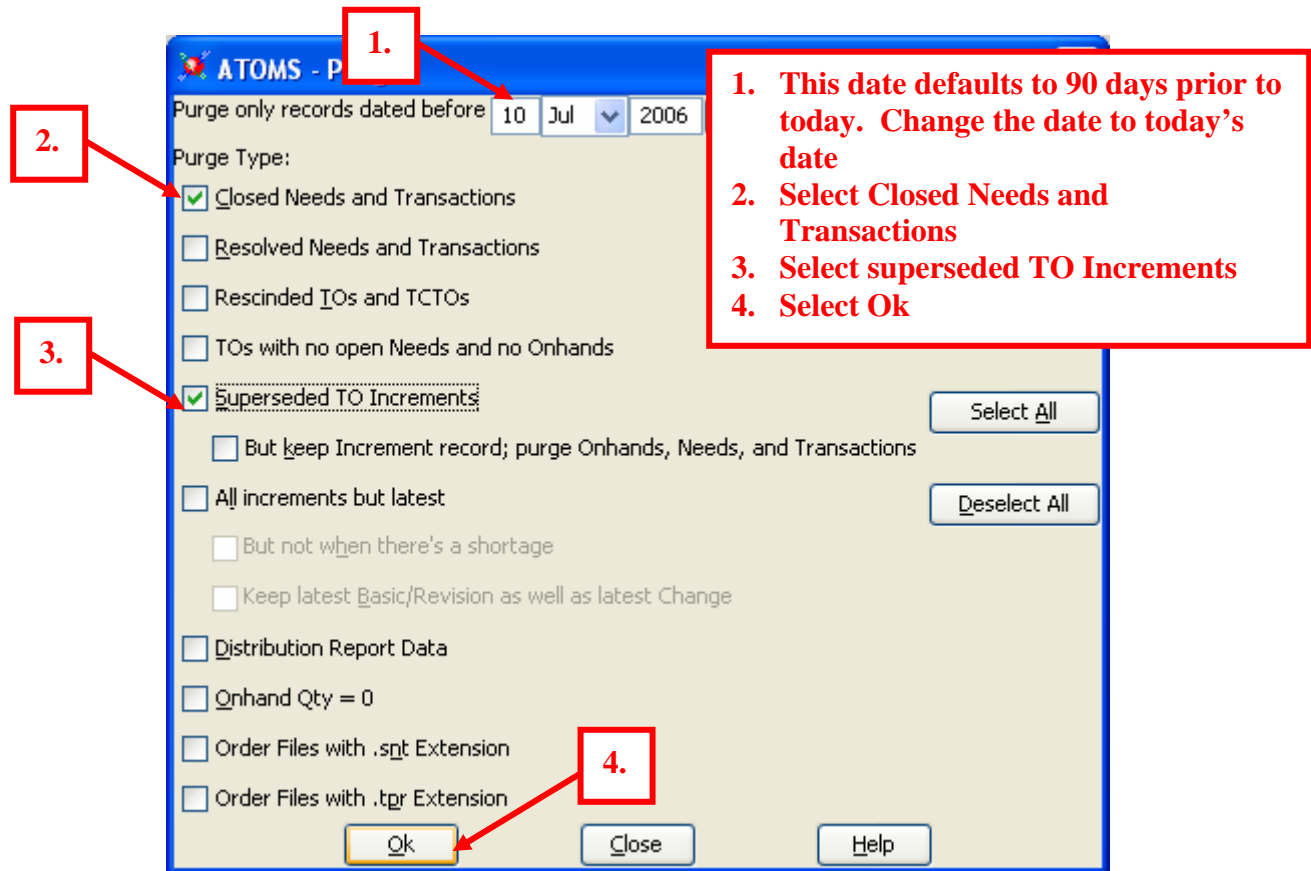 1.
ATOMS - P
Purge only records dated before 10 Jul 2006
1. This date defaults to 90 days prior to
today. Change the date to today's
date
2. Select Closed Needs and
Transactions
3. Select superseded TO Increments
4. Select Ok
2.
Purge Type:
Closed Needs and Transactions
Resolved Needs and Transactions
Rescinded TOs and TCTOs
3.
TOs with no open Needs and no Onhands
Superseded TO Increments
Select All
But keep Increment record; purge Onhands, Needs, and Transactions
All increments but latest
Deselect All
But not when there's a shortage
Keep latest Basic/Revision as well as latest Change
Distribution Report Data
Onhand Qty = 0
Order Files with .snt Extension
4.
Order Files with .tpr Extension
Ok
Close
Help